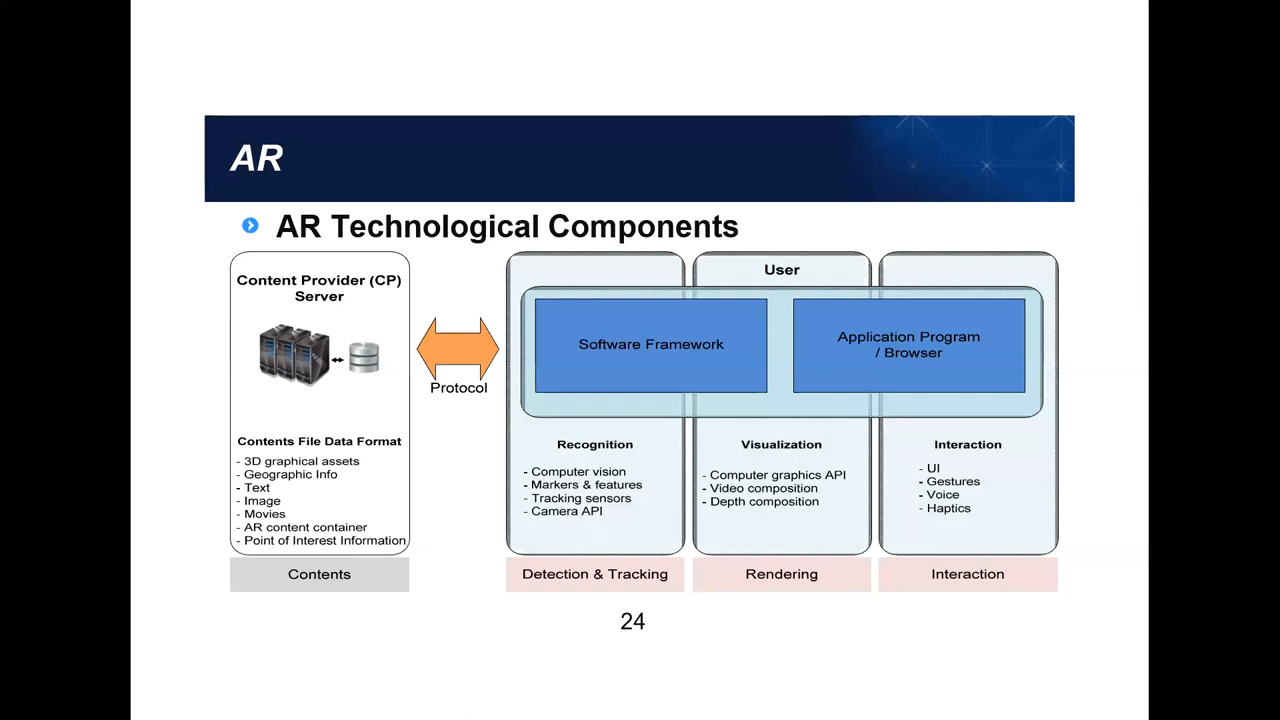 AR
AR Technological Components
Content Provider (CP)
Server
Contents File Data Format
- 3D graphical assets
- Geographic Info
- Text
- Image
- Movies
- AR content container
- Point of Interest Information
Contents
Protocol
User
Software Framework
Application Program
/ Browser
Recognition
- Computer vision
- Markers & features
- Tracking sensors
- Camera API
Detection & Tracking
Visualization
- Computer graphics API
- Video composition
- Depth composition
Rendering
Interaction
- UI
- Gestures
- Voice
- Haptics
Interaction
24